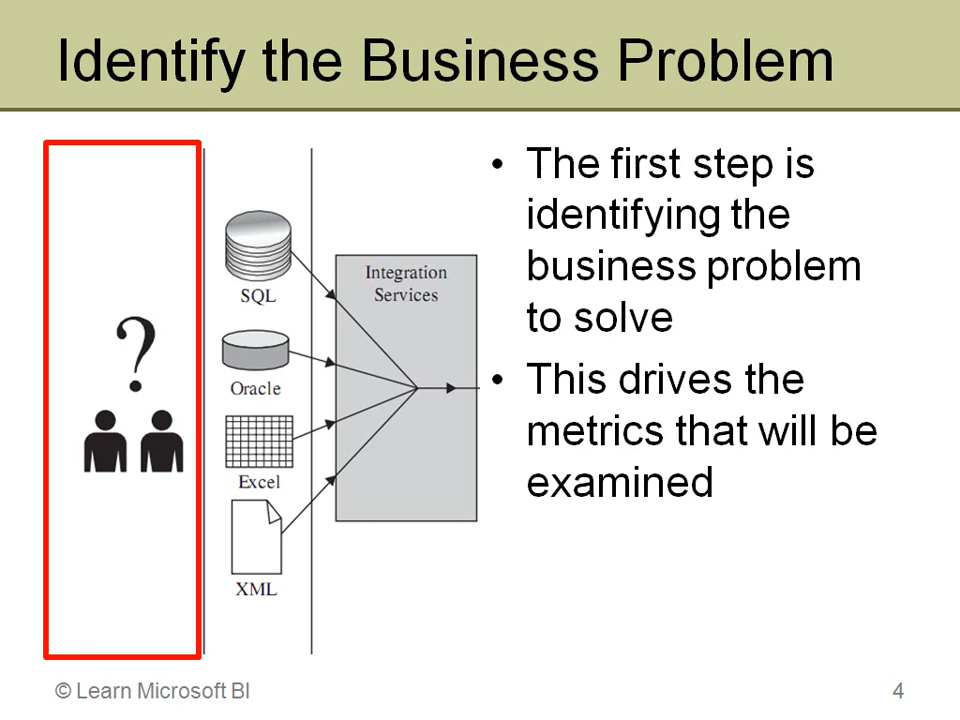 Identify the Business Problem
?
SQL
Oracle
Excel
XML
Integration
Services
• The first step is
identifying the
business problem
to solve
• This drives the
metrics that will be
examined
© Learn Microsoft BI
4